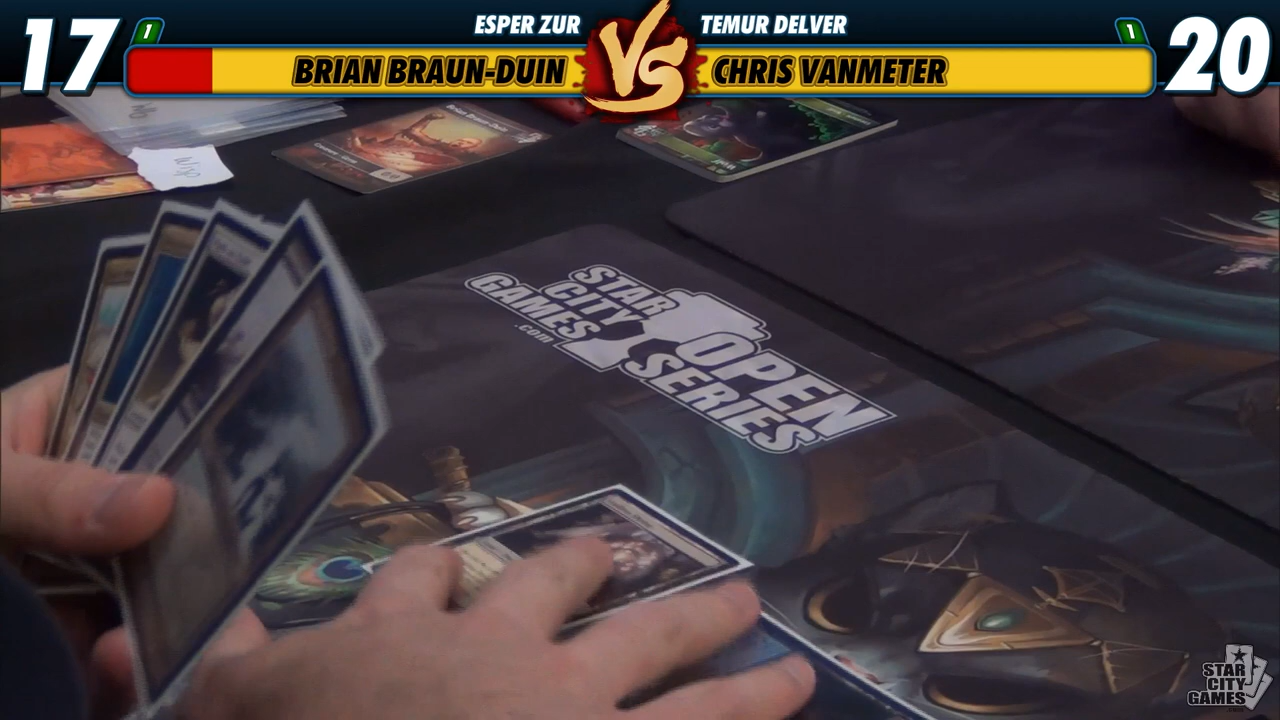 17
1
ESPER ZUR
VS
TEMUR DELVER
1
20
BRIAN BRAUN-DUIN
CHRIS VANMETER
STAR
CITY
GAMES
.com
OPEN
SERIES
STAR
CITY
GAMES